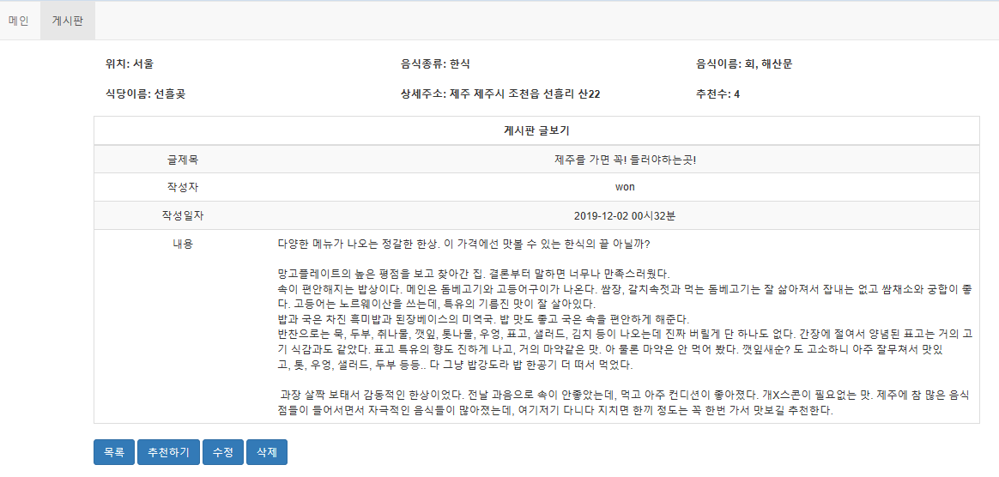 메인 게시판
위치: 서울 음식종류: 한식 음식이름: 회, 해산문
식당이름: 선흘곶 상세주소: 제주 제주시 조천읍 선흘리 산22 추천수: 4
게시판 글보기
글제목 제주를 가면 꼭! 들러야하는곳!
작성자 won
작성일자 2019-12-02 00시32분
내용 다양한 메뉴가 나오는 정갈한 한상. 이 가격에선 맛볼 수 있는 한식의 끝 아닐까?
망고플레이트의 높은 평점을 보고 찾아간 집. 결론부터 말하면 너무나 만족스러웠다.
속이 편안해지는 밥상이다. 메인은 돔베고기와 고등어구이가 나온다. 쌈장, 갈치속젓과 먹는 돔베고기는 잘 삶아져서 잡내는 없고 쌈채소와 궁합이 좋
다. 고등어는 노르웨이산을 쓰는데, 특유의 기름진 맛이 잘 살아있다.
밥과 국은 차진 흑미밥과 된장베이스의 미역국. 밥 맛도 좋고 국은 속을 편안하게 해준다.
반찬으로는 묵, 두부, 취나물, 깻잎, 톳나물, 우엉, 표고, 샐러드, 김치 등이 나오는데 진짜 버릴게 단 하나도 없다. 간장에 절여서 양념된 표고는 거의 고
기 식감과도 같았다. 표고 특유의 향도 진하게 나고, 거의 마약같은 맛. 아 물론 마약은 안 먹어 봤다. 깻잎새순? 도 고소하니 아주 잘무쳐서 맛있
고, 톳, 우엉, 샐러드, 두부 등등.. 다 그냥 밥강도라 밥 한공기 더 떠서 먹었다.
과장 살짝 보태서 감동적인 한상이었다. 전날 과음으로 속이 안좋았는데, 먹고 아주 컨디션이 좋아졌다. 개X스콘이 필요없는 맛. 제주에 참 많은 음식
점들이 들어서면서 자극적인 음식들이 많아졌는데, 여기저기 다니다 지치면 한끼 정도는 꼭 한번 가서 맛보길 추천한다.
목록 추천하기 수정 삭제